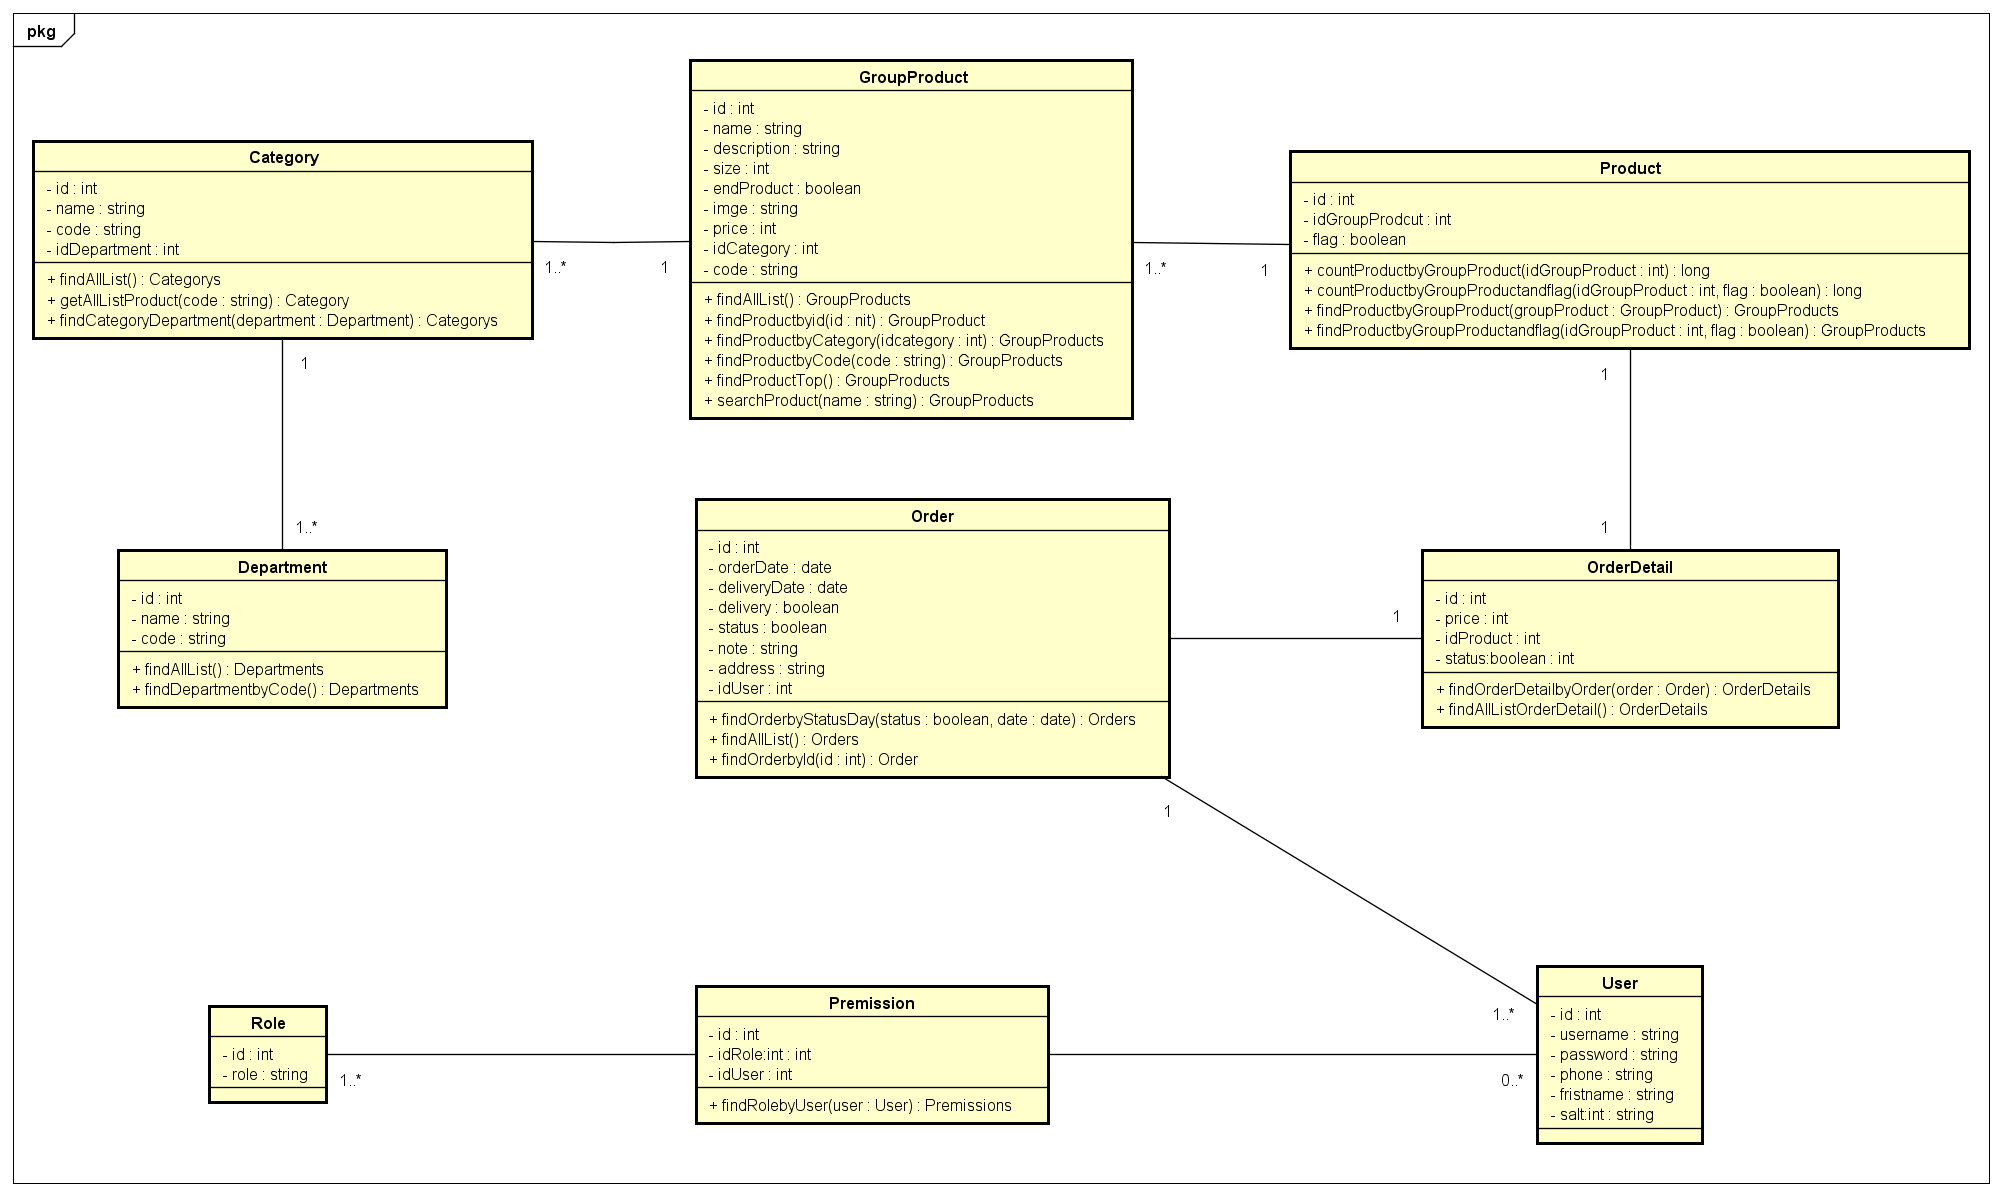 pkg
GroupProduct
- id : int
- name : string
- description : string
- size : int
- endProduct : boolean
- imge : string
- price : int
- idCategory : int
- code : string
+ findAllList() : GroupProducts
+ findProductbyid(id : nit) : GroupProduct
+ findProductbyCategory(idcategory : int) : GroupProducts
+ findProductbyCode(code : string) : GroupProducts
+ findProductTop() : GroupProducts
+ searchProduct(name : string) : GroupProducts
Category
- id : int
- name : string
- code : string
- idDepartment : int
+ findAllList() : Categorys
+ getAllListProduct(code : string) : Category
+ findCategoryDepartment(department : Department) : Categorys
1..*
1
Product
- id : int
- idGroupProdcut : int
- flag : boolean
+ countProductbyGroupProduct(idGroupProduct : int) : long
+ countProductbyGroupProductandflag(idGroupProduct : int, flag : boolean) : long
+ findProductbyGroupProduct(groupProduct : GroupProduct) : GroupProducts
+ findProductbyGroupProductandflag(idGroupProduct : int, flag : boolean) : GroupProducts
1..*
1
1
1..*
1
1
Department
- id : int
- name : string
- code : string
+ findAllList() : Departments
+ findDepartmentbyCode() : Departments
Order
- id : int
- orderDate : date
- deliveryDate : date
- delivery : boolean
- status : boolean
- note : string
- address : string
- idUser : int
+ findOrderbyStatusDay(status : boolean, date : date) : Orders
+ findAllList() : Orders
+ findOrderbyId(id : int) : Order
1
OrderDetail
- id : int
- price : int
- idProduct : int
- status:boolean : int
+ findOrderDetailbyOrder(order : Order) : OrderDetails
+ findAllListOrderDetail() : OrderDetails
1
1..*
Role
- id : int
- role : string
1..*
Premission
- id : int
- idRole:int : int
- idUser : int
+ findRolebyUser(user : User) : Premissions
0..*
User
- id : int
- username : string
- password : string
- phone : string
- fristname : string
- salt:int : string